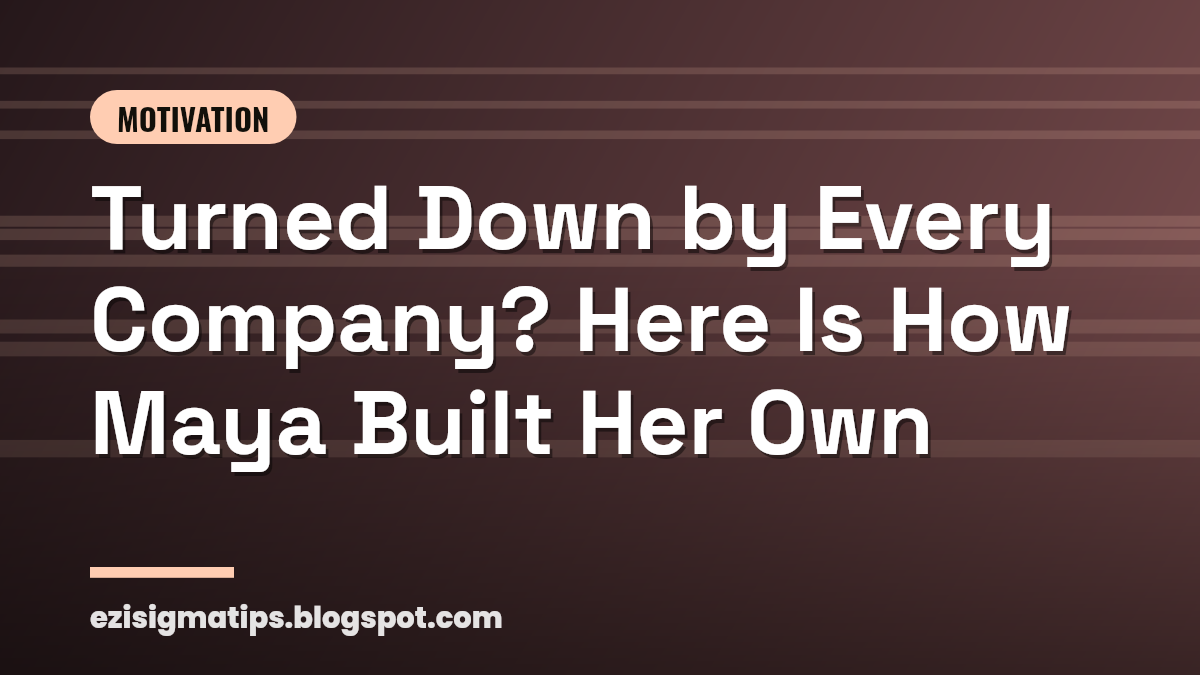 MOTIVATION
Turned Down by Every
Company? Here Is How
Maya Built Her Own
ezisigmatips.blogspot.com